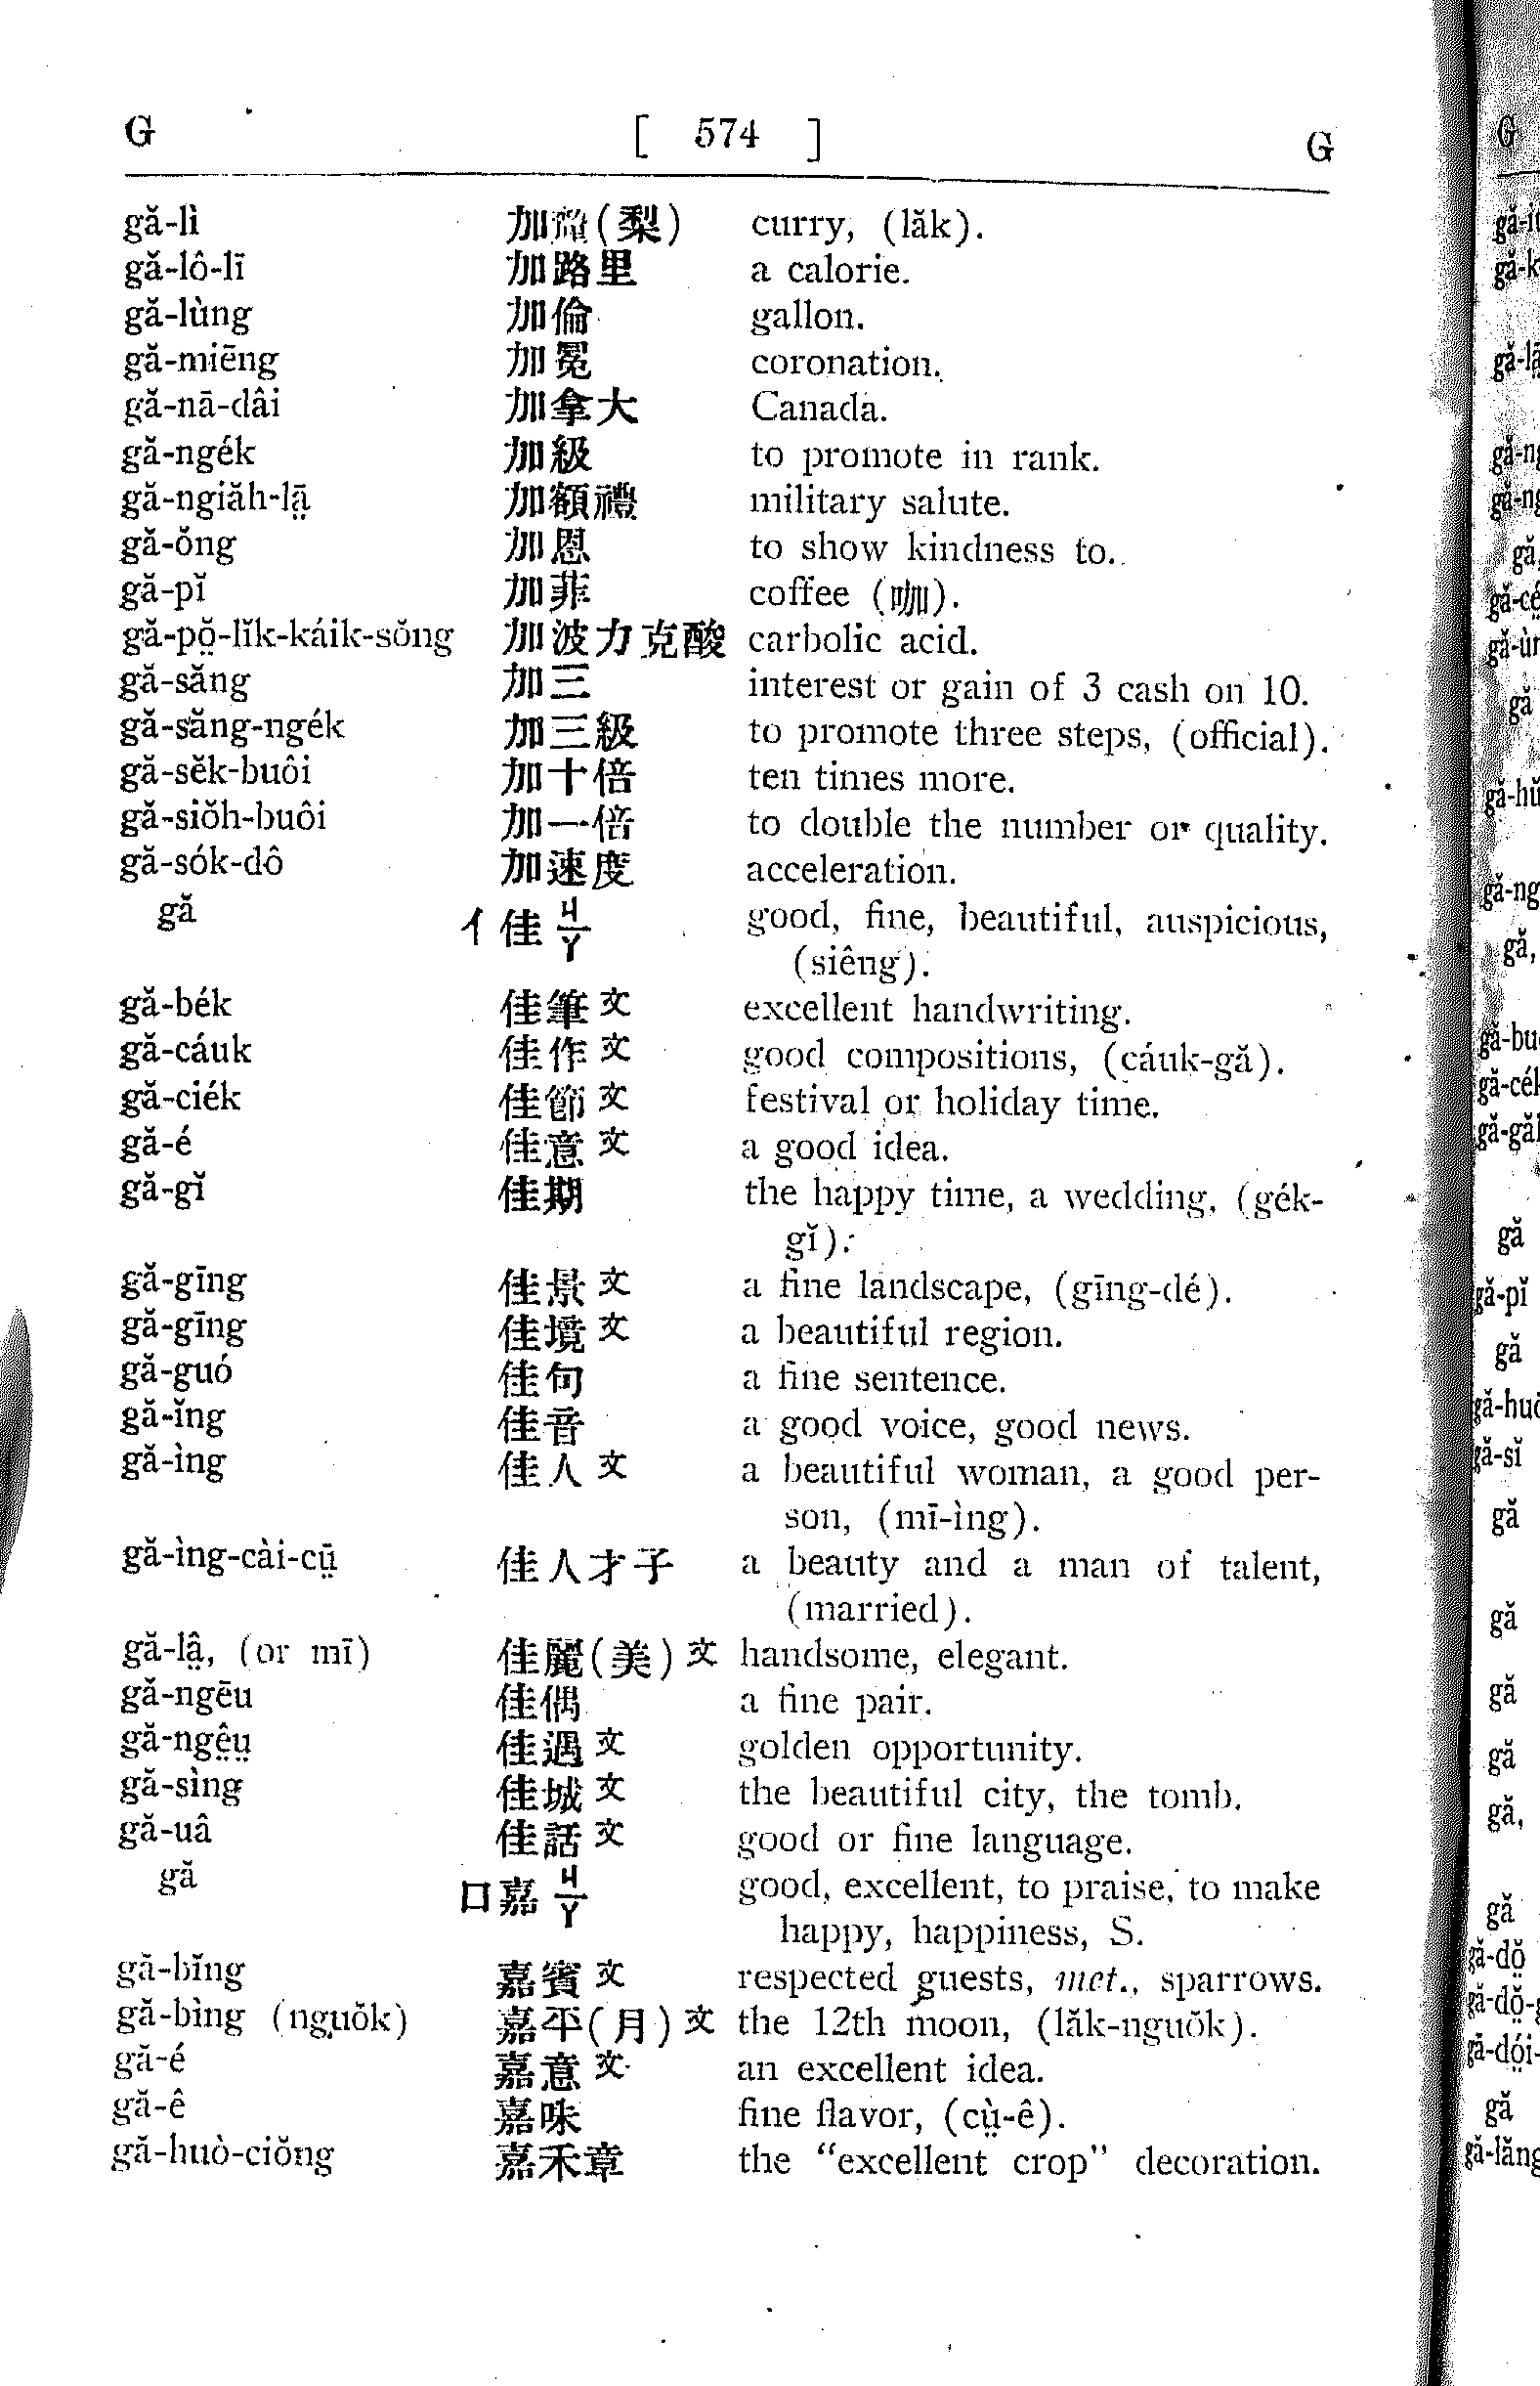 G [ 574 ] G
gă-lì 加(梨) curry, (lăk).
gă-lô-lī 加路里 a calorie.
gă-lùng 加倫 gallon.
gă-miēng 加冕 coronation.
gă-nā-dâi 加拿大 Canada.
gă-ngék 加級 to promote in rank.
gă-ngiăh-lā̤ 加額禮 military salute.
gă-ŏng 加恩 to show kindness to.
gă-pĭ 加菲 coffee (咖).
gă-pŏ̤-lĭk-káik-sŏng 加波力克酸 carbolic acid.
gă-săng 加三 interest or gain of 3 cash on 10.
gă-săng-ngék 加三級 to promote three steps, (official).
gă-sĕk-buôi 加十倍 ten times more.
gă-siŏh-buôi 加一倍 to double the number or quality.
gă-sók-dô 加速度 acceleration.
gă 亻佳 ㄐㄚ good, fine, beautiful, auspicious,
(siêng).
gă-bék 佳筆文 excellent handwriting.
gă-cáuk 佳作文 good compositions, (cáuk-gă).
gă-ciék 佳節文 festival or holiday time.
gă-é 佳意文 a good idea.
gă-gĭ 佳期 the happy time, a wedding, (gék-
gĭ).
gă-gīng 佳景文 a fine landscape, (gīng-dé).
gă-gīng 佳境文 a beautiful region.
gă-guó 佳句 a fine sentence.
gă-ĭng 佳音 a good voice, good news.
gă-ìng 佳人文 a beautiful woman, a good per-
son, (mī-ìng).
gă-ìng-cài-cṳ̄ 佳人才子 a beauty and a man of talent,
(married).
gă-lâ̤, (or mī) 佳麗(美)文 handsome, elegant.
gă-ngēu 佳偶 a fine pair.
gă-ngê̤ṳ 佳遇文 golden opportunity.
gă-sìng 佳城文 the beautiful city, the tomb.
gă-uâ 佳話文 good or fine language.
gă 口嘉 ㄐㄚ good, excellent, to praise, to make
happy, happiness, S.
gă-bĭng 嘉賓文 respected guests, met., sparrows.
gă-bìng (nguŏk) 嘉平(月)文 the 12th moon, (lăk-nguŏk).
gă-é 嘉意文 an excellent idea.
gă-ê 嘉味 fine flavor, (cṳ̀-ê).
gă-huò-ciŏng 嘉禾章 the "excellent crop" decoration.